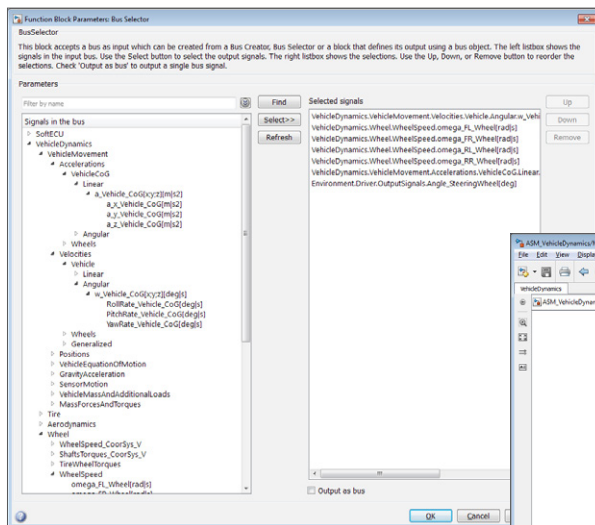 Function Block Parameters: Bus Selector
BusSelector
This block accepts a bus as input which can be created from a Bus Creator, Bus Selector or a block that defines its output using a bus object. The left listbox shows the
signals in the input bus. Use the Select button to select the output signals. The right listbox shows the selections. Use the Up, Down, or Remove button to reorder the
selections. Check 'Output as bus' to output a single bus signal.
Parameters
Filter by name
Find
Selected signals
Up
Signals in the bus
Select>>
VehicleDynamics.VehicleMovement.Velocities.Vehicle.Angular.w_Vehi
Down
SoftECU
Refresh
VehicleDynamics.Wheel.WheelSpeed.omega_FL_Wheel[rad|s]
Remove
VehicleDynamics
VehicleDynamics.Wheel.WheelSpeed.omega_FR_Wheel[rad|s]
VehicleMovement
VehicleDynamics.Wheel.WheelSpeed.omega_RL_Wheel[rad|s]
Accelerations
VehicleDynamics.Wheel.WheelSpeed.omega_RR_Wheel[rad|s]
VehicleCoG
VehicleDynamics.VehicleMovement.Accelerations.VehicleCoG.Linear.
Linear
Environment.Driver.OutputSignals.Angle_SteeringWheel[deg]
a_Vehicle_CoG[x;y;z][m|s2]
a_x_Vehicle_CoG[m|s2]
a_y_Vehicle_CoG[m|s2]
a_z_Vehicle_CoG[m|s2]
Angular
Wheels
Velocities
Vehicle
Linear
Angular
w_Vehicle_CoG[x;y;z][deg|s]
RollRate_Vehicle_CoG[deg|s]
PitchRate_Vehicle_CoG[deg|s]
YawRate_Vehicle_CoG[deg|s]
Wheels
Generalized
Positions
VehicleEquationOfMotion
GravityAcceleration
SensorMotion
VehicleMassAndAdditionalLoads
MassForcesAndTorques
Tire
Aerodynamics
Wheel
WheelSpeed_CoorSys_V
ShaftsTorques_CoorSys_V
TireWheelTorques
WheelSpeed
omega_FL_Wheel[rad|s]
omega_FR_Wheel[rad|s]
Output as bus
OK
Cancel
ASM_VehicleDynamics/M
File Edit View Display
VehicleDynamics
ASM_VehicleDynam